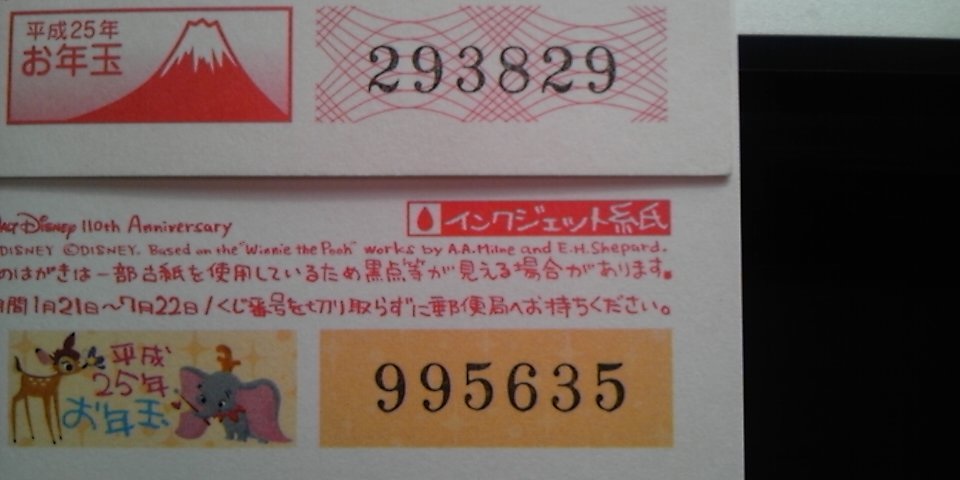 平成25年
お年玉
293829
Disney 110th Anniversary
インクジェット紙
DISNEY ©DISNEY. Based on the "Winnie the Pooh" works by A.A.Milne and E.H.Shepard.
のはがきは一部古紙を使用しているため黒点等が見える場合があります。
間1月21日～7月22日/くじ番号を切り取らずに郵便局へお持ちください。
平成
25年
お年玉
995635